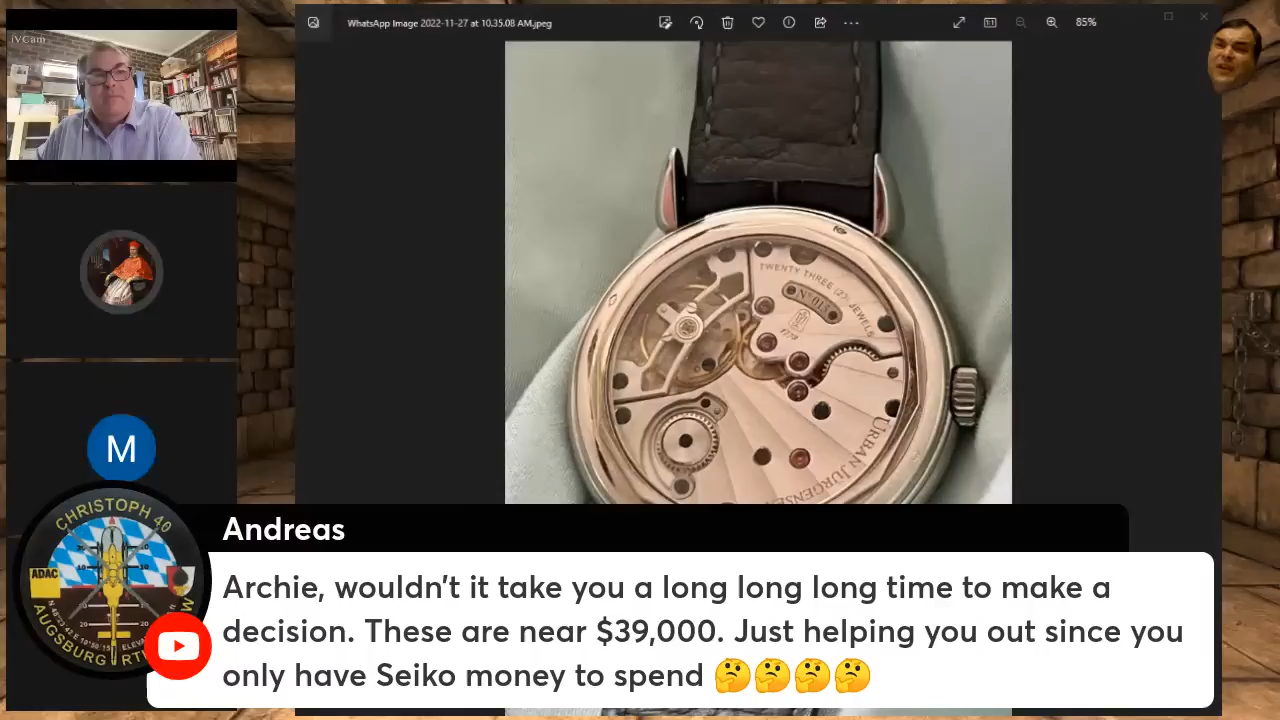 iVCam
WhatsApp Image 2022-11-27 at 10.35.08 AM.jpeg
85%
TWENTY THREE (23) JEWELS
URBAN JÜRGENSEN
M
CHRISTOPH 40
ADAC
AUGSBURG
Andreas
Archie, wouldn't it take you a long long long time to make a
decision. These are near $39,000. Just helping you out since you
only have Seiko money to spend 🤔🤔🤔🤔